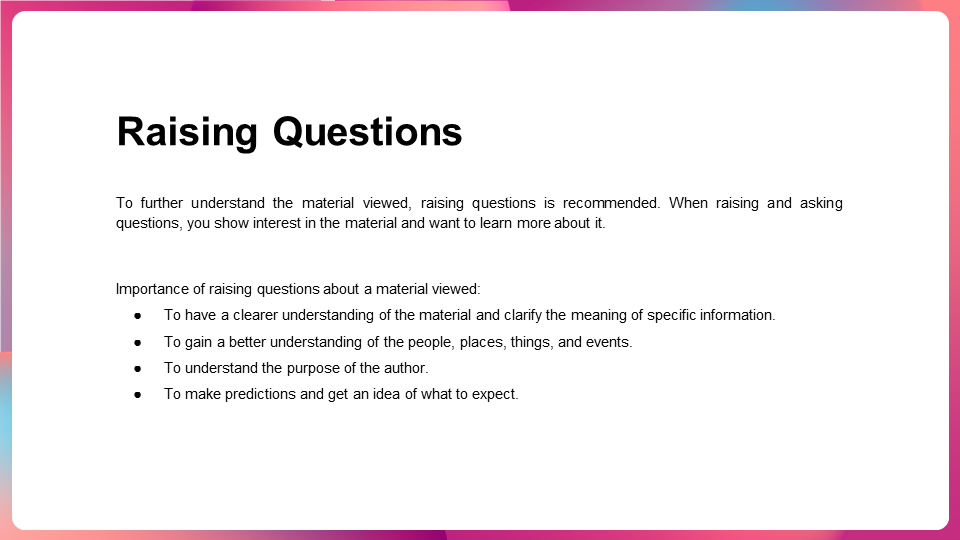 Raising Questions
To further understand the material viewed, raising questions is recommended. When raising and asking
questions, you show interest in the material and want to learn more about it.
Importance of raising questions about a material viewed:
● To have a clearer understanding of the material and clarify the meaning of specific information.
● To gain a better understanding of the people, places, things, and events.
● To understand the purpose of the author.
● To make predictions and get an idea of what to expect.